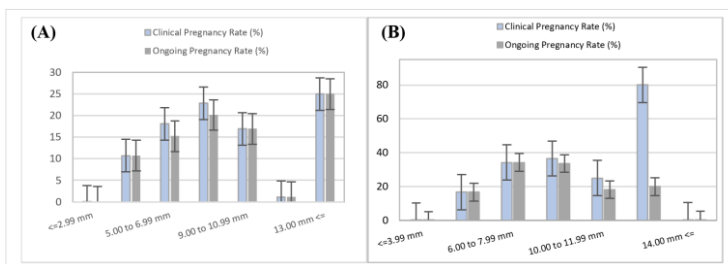 (A)
Clinical Pregnancy Rate (%)
Ongoing Pregnancy Rate (%)
30
25
20
15
10
5
0
<=2.99 mm
5.00 to 6.99 mm
9.00 to 10.99 mm
13.00 mm <=
(B)
Clinical Pregnancy Rate (%)
Ongoing Pregnancy Rate (%)
80
60
40
20
0
<=3.99 mm
6.00 to 7.99 mm
10.00 to 11.99 mm
14.00 mm <=